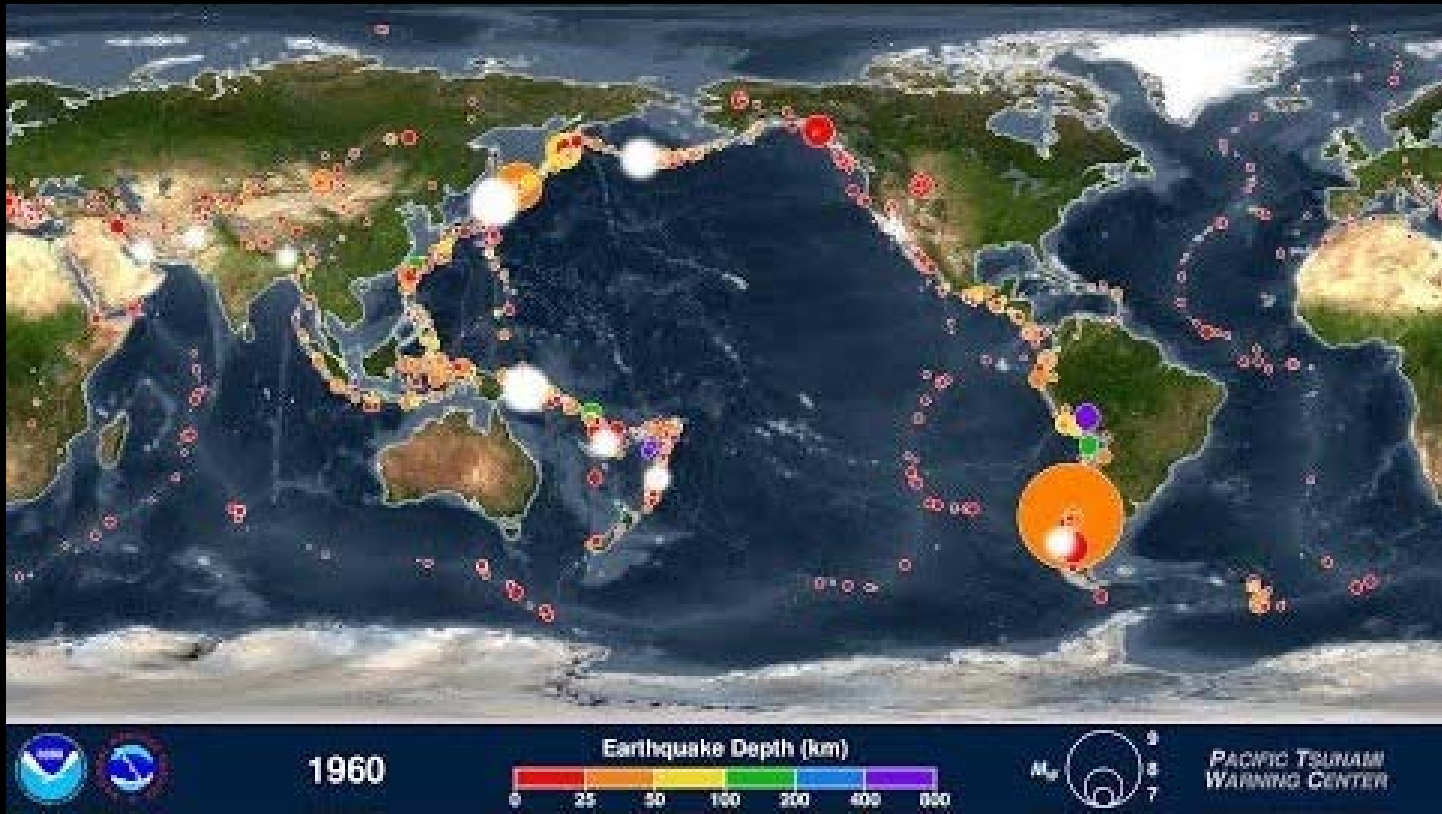 1960
Earthquake Depth (km)
0 25 50 100 200 400 800
Mw
9
8
7
PACIFIC TSUNAMI
WARNING CENTER